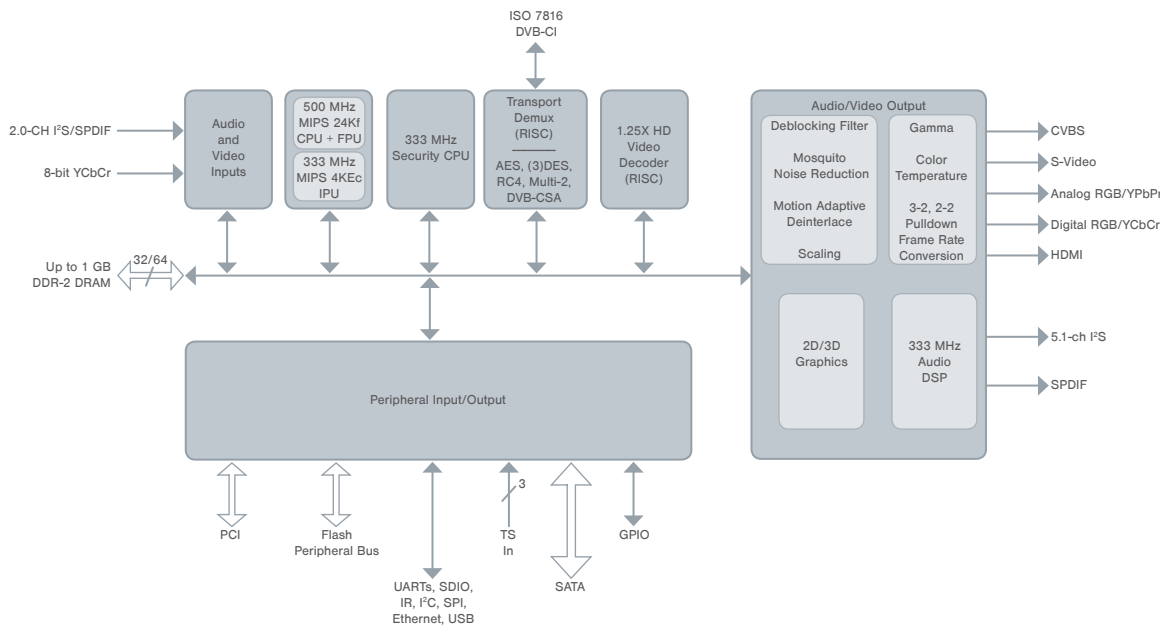 ISO 7816
DVB-CI
2.0-CH I²S/SPDIF
8-bit YCbCr
Audio
and
Video
Inputs
500 MHz
MIPS 24Kf
CPU + FPU
333 MHz
MIPS 4KEc
IPU
333 MHz
Security CPU
Transport
Demux
(RISC)
AES, (3)DES,
RC4, Multi-2,
DVB-CSA
1.25X HD
Video
Decoder
(RISC)
Audio/Video Output
Deblocking Filter
Mosquito
Noise Reduction
Motion Adaptive
Deinterlace
Scaling
Gamma
Color
Temperature
3-2, 2-2
Pulldown
Frame Rate
Conversion
2D/3D
Graphics
333 MHz
Audio
DSP
CVBS
S-Video
Analog RGB/YPbPr
Digital RGB/YCbCr
HDMI
5.1-ch I²S
SPDIF
Up to 1 GB
DDR-2 DRAM
32/64
Peripheral Input/Output
PCI
Flash
Peripheral Bus
UARTs, SDIO,
IR, I²C, SPI,
Ethernet, USB
3
TS
In
SATA
GPIO